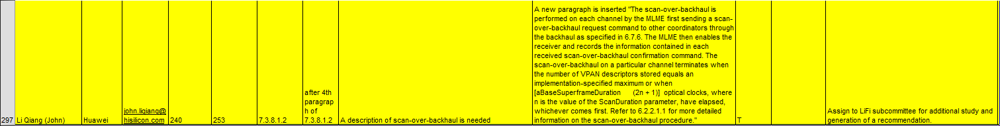 A new paragraph is inserted "The scan-over-backhaul is
performed on each channel by the MLME first sending a scan-
over-backhaul request command to other coordinators through
the backhaul as specified in 6.7.6. The MLME then enables the
receiver and records the information contained in each
received scan-over-backhaul confirmation command. The
scan-over-backhaul on a particular channel terminates when
the number of VPAN descriptors stored equals an
implementation-specified maximum or when
[aBaseSuperframeDuration (2n + 1)] optical clocks, where
n is the value of the ScanDuration parameter, have elapsed,
whichever comes first. Refer to 6.2.2.1.1 for more detailed
information on the scan-over-backhaul procedure."
after 4th
paragrap
h of
7.3.8.1.2
john.liqiang@
hisilicon.com
Assign to LiFi subcommittee for additional study and
generation of a recommendation.
297 Li Qiang (John) Huawei 240 253 7.3.8.1.2 A description of scan-over-backhaul is needed T